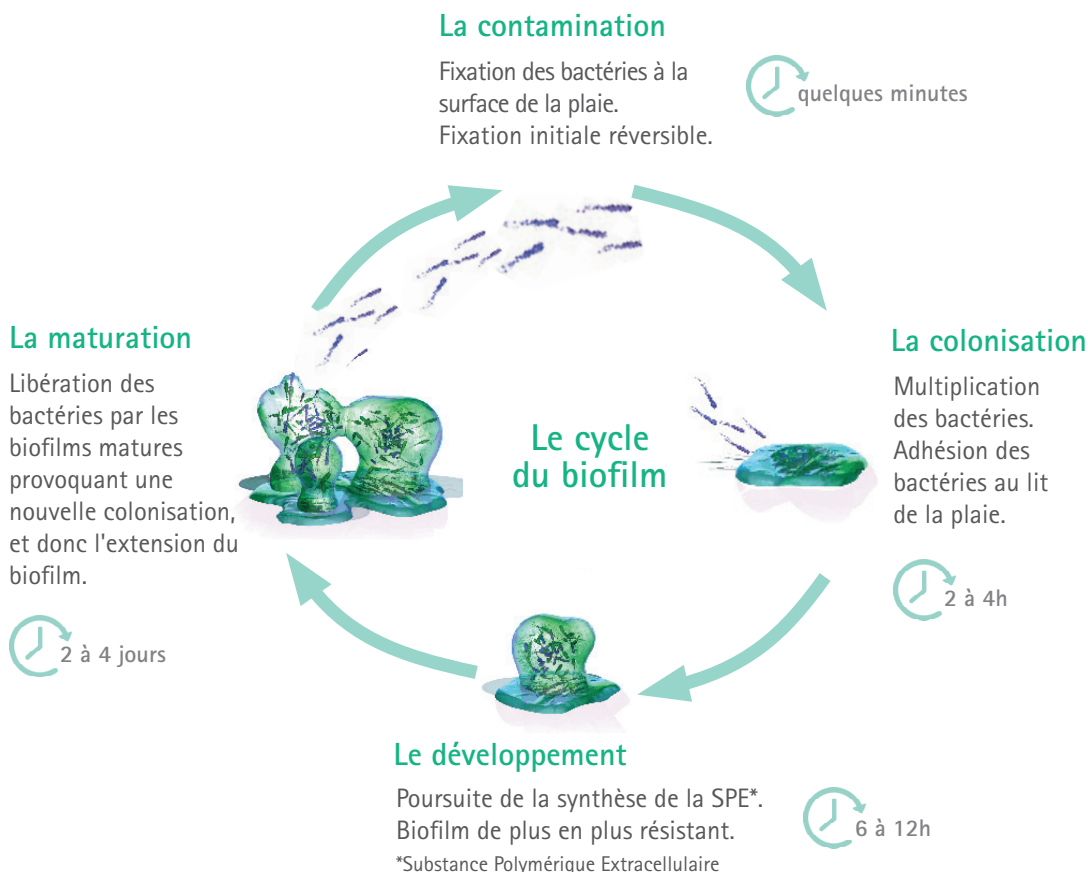 La contamination
Fixation des bactéries à la
surface de la plaie.
Fixation initiale réversible.
quelques minutes
La colonisation
Multiplication
des bactéries.
Adhésion des
bactéries au lit
de la plaie.
2 à 4h
Le développement
Poursuite de la synthèse de la SPE*.
Biofilm de plus en plus résistant.
*Substance Polymérique Extracellulaire
6 à 12h
La maturation
Libération des
bactéries par les
biofilms matures
provoquant une
nouvelle colonisation,
et donc l'extension du
biofilm.
2 à 4 jours
Le cycle
du biofilm